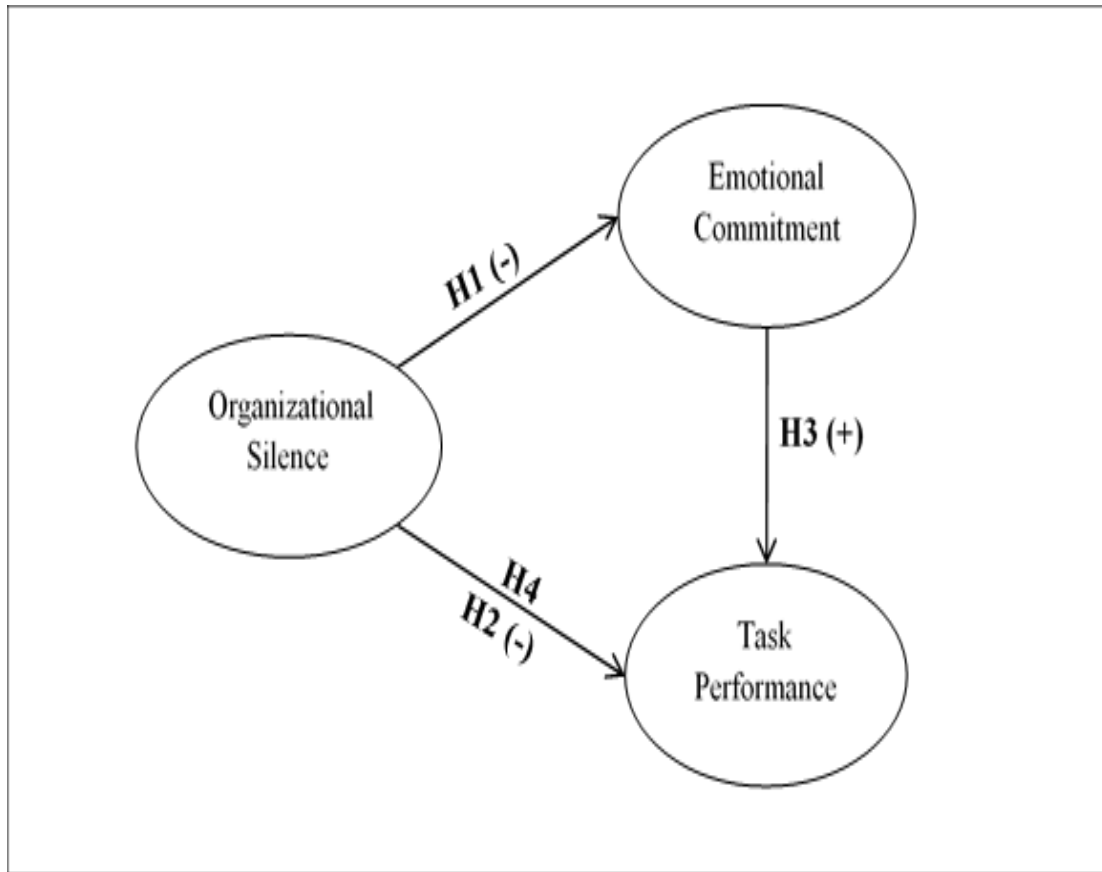 Emotional
Commitment
H1 (-)
Organizational
Silence
H3 (+)
H4
H2 (-)
Task
Performance